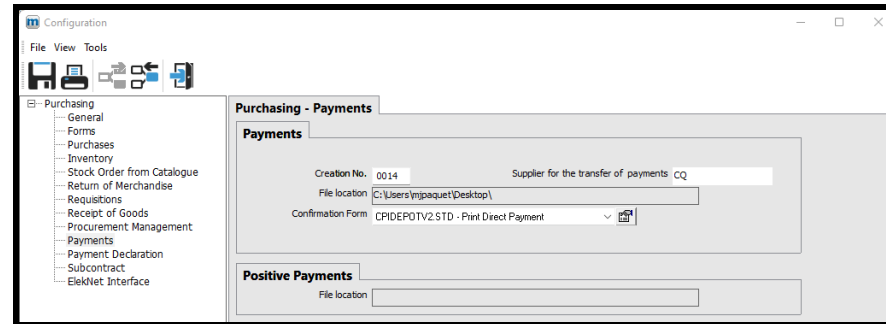 m Configuration
File View Tools
Purchasing
General
Forms
Purchases
Inventory
Stock Order from Catalogue
Return of Merchandise
Requisitions
Receipt of Goods
Procurement Management
Payments
Payment Declaration
Subcontract
ElekNet Interface
Purchasing - Payments
Payments
Creation No. 0014 Supplier for the transfer of payments CQ
File location C:\Users\mjpaquet\Desktop\
Confirmation Form CPIDEPOTV2.STD - Print Direct Payment
Positive Payments
File location